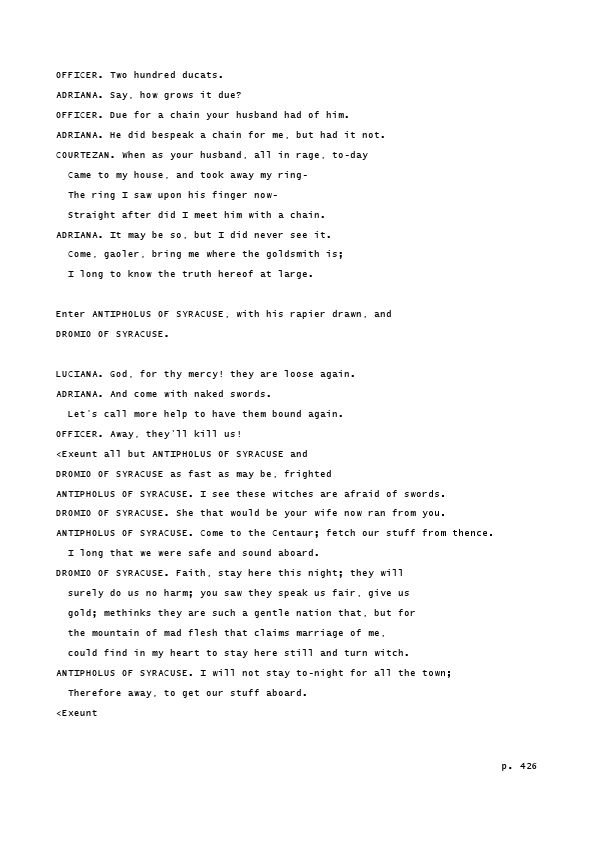 OFFICER. Two hundred ducats.
ADRIANA. Say, how grows it due?
OFFICER. Due for a chain your husband had of him.
ADRIANA. He did bespeak a chain for me, but had it not.
COURTEZAN. When as your husband, all in rage, to-day
Came to my house, and took away my ring-
The ring I saw upon his finger now-
Straight after did I meet him with a chain.
ADRIANA. It may be so, but I did never see it.
Come, gaoler, bring me where the goldsmith is;
I long to know the truth hereof at large.

Enter ANTIPHOLUS OF SYRACUSE, with his rapier drawn, and
DROMIO OF SYRACUSE.

LUCIANA. God, for thy mercy! they are loose again.
ADRIANA. And come with naked swords.
Let's call more help to have them bound again.
OFFICER. Away, they'll kill us!
<Exeunt all but ANTIPHOLUS OF SYRACUSE and
DROMIO OF SYRACUSE as fast as may be, frighted
ANTIPHOLUS OF SYRACUSE. I see these witches are afraid of swords.
DROMIO OF SYRACUSE. She that would be your wife now ran from you.
ANTIPHOLUS OF SYRACUSE. Come to the Centaur; fetch our stuff from thence.
I long that we were safe and sound aboard.
DROMIO OF SYRACUSE. Faith, stay here this night; they will
surely do us no harm; you saw they speak us fair, give us
gold; methinks they are such a gentle nation that, but for
the mountain of mad flesh that claims marriage of me,
could find in my heart to stay here still and turn witch.
ANTIPHOLUS OF SYRACUSE. I will not stay to-night for all the town;
Therefore away, to get our stuff aboard.
<Exeunt

p. 426